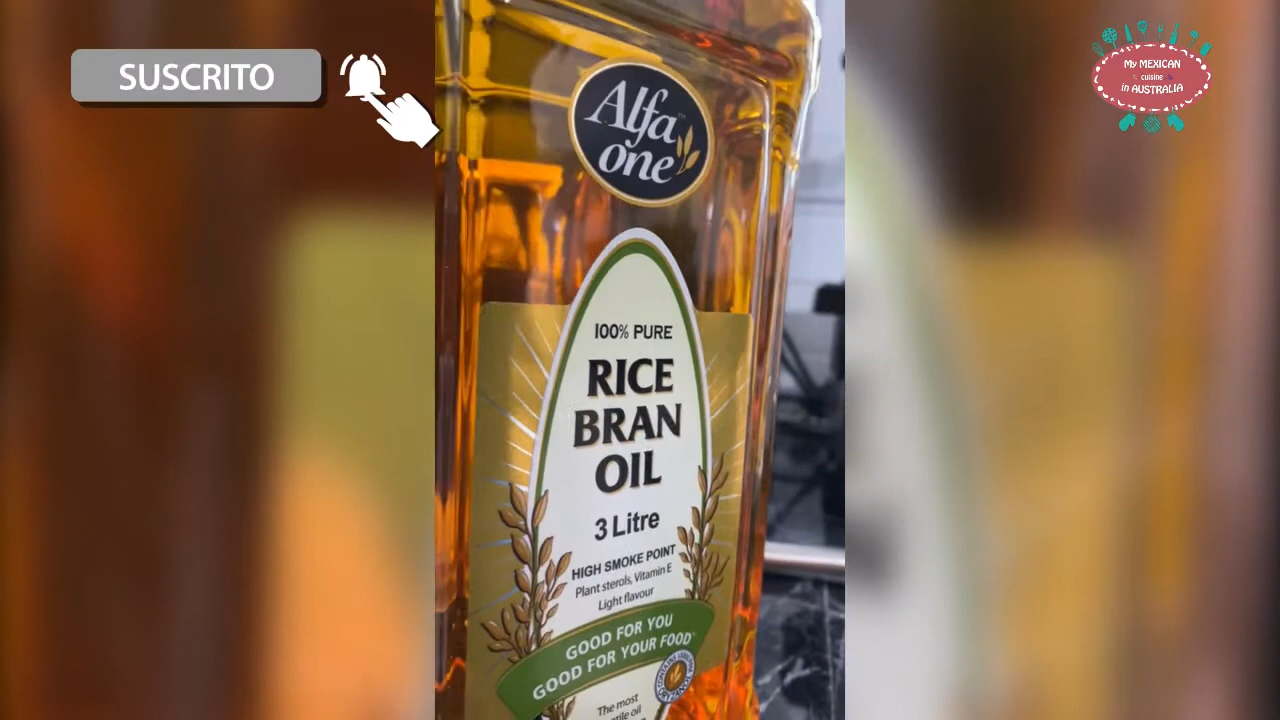 SUSCRITO
My MEXICAN
cuisine
in AUSTRALIA
Alfa
one
100% PURE
RICE
BRAN
OIL
3 Litre
HIGH SMOKE POINT
Plant sterols, Vitamin E
Light flavour
GOOD FOR YOU
GOOD FOR YOUR FOOD
The most
oil